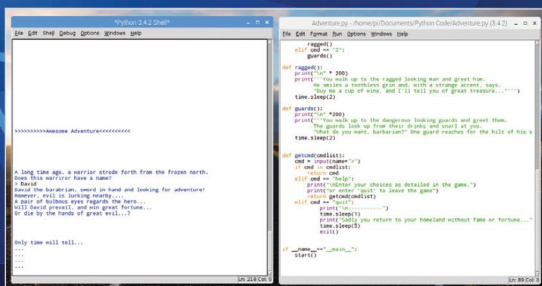 *Python 3.4.2 Shell*
File Edit Shell Debug Options Windows Help
>>>>>>>>>>Awesome Adventure<<<<<<<<<<
A long time ago, a warrior strode forth from the frozen north.
Does this warrior have a name?
> David
David the barabrian, sword in hand and looking for adventure!
However, evil is lurking nearby....
A pair of bulbous eyes regards the hero...
Will David prevail, and win great fortune...
Or die by the hands of great evil...?
Only time will tell...
...
...
...
...
Ln: 218 Col: 0
Adventure.py - /home/pi/Documents/Python Code/Adventure.py (3.4.2)
File Edit Format Run Options Windows Help
ragged()
elif cmd == "2":
guards()
def ragged():
print("\n" * 200)
print('''You walk up to the ragged looking man and greet him.
He smiles a toothless grin and, with a strange accent, says.
"Buy me a cup of wine, and I'll tell you of great treasure...''')
time.sleep(2)
def guards():
print("\n" *200)
print('''You walk up to the dangerous looking guards and greet them.
The guards look up from their drinks and snarl at you.
"What do you want, barbarian?" One guard reaches for the hilt of his s
time.sleep(2)
def getcmd(cmdlist):
cmd = input(name+">")
if cmd in cmdlist:
return cmd
elif cmd == "help":
print("\nEnter your choices as detailed in the game.")
print("or enter 'quit' to leave the game")
return getcmd(cmdlist)
elif cmd == "quit":
print("\n----------")
time.sleep(1)
print("Sadly you return to your homeland without fame or fortune...")
time.sleep(5)
exit()
if __name__=="__main__":
start()
Ln: 89 Col: 0